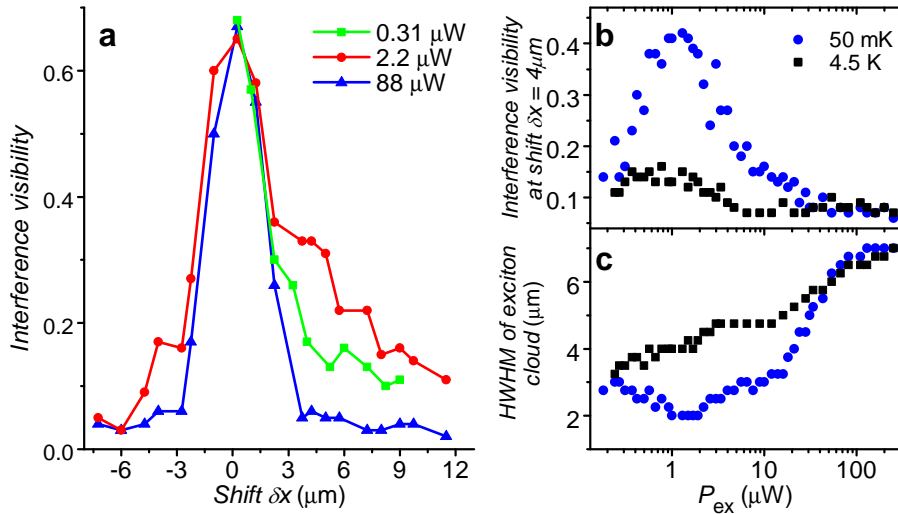 a
0.31 μW
2.2 μW
88 μW
Interference visibility
0.6
0.4
0.2
0.0
-6 -3 0 3 6 9 12
Shift δx (μm)
b
50 mK
4.5 K
Interference visibility
at shift δx = 4μm
0.4
0.3
0.2
0.1
c
HWHM of exciton
cloud (μm)
6
4
2
1 10 100
Pex (μW)